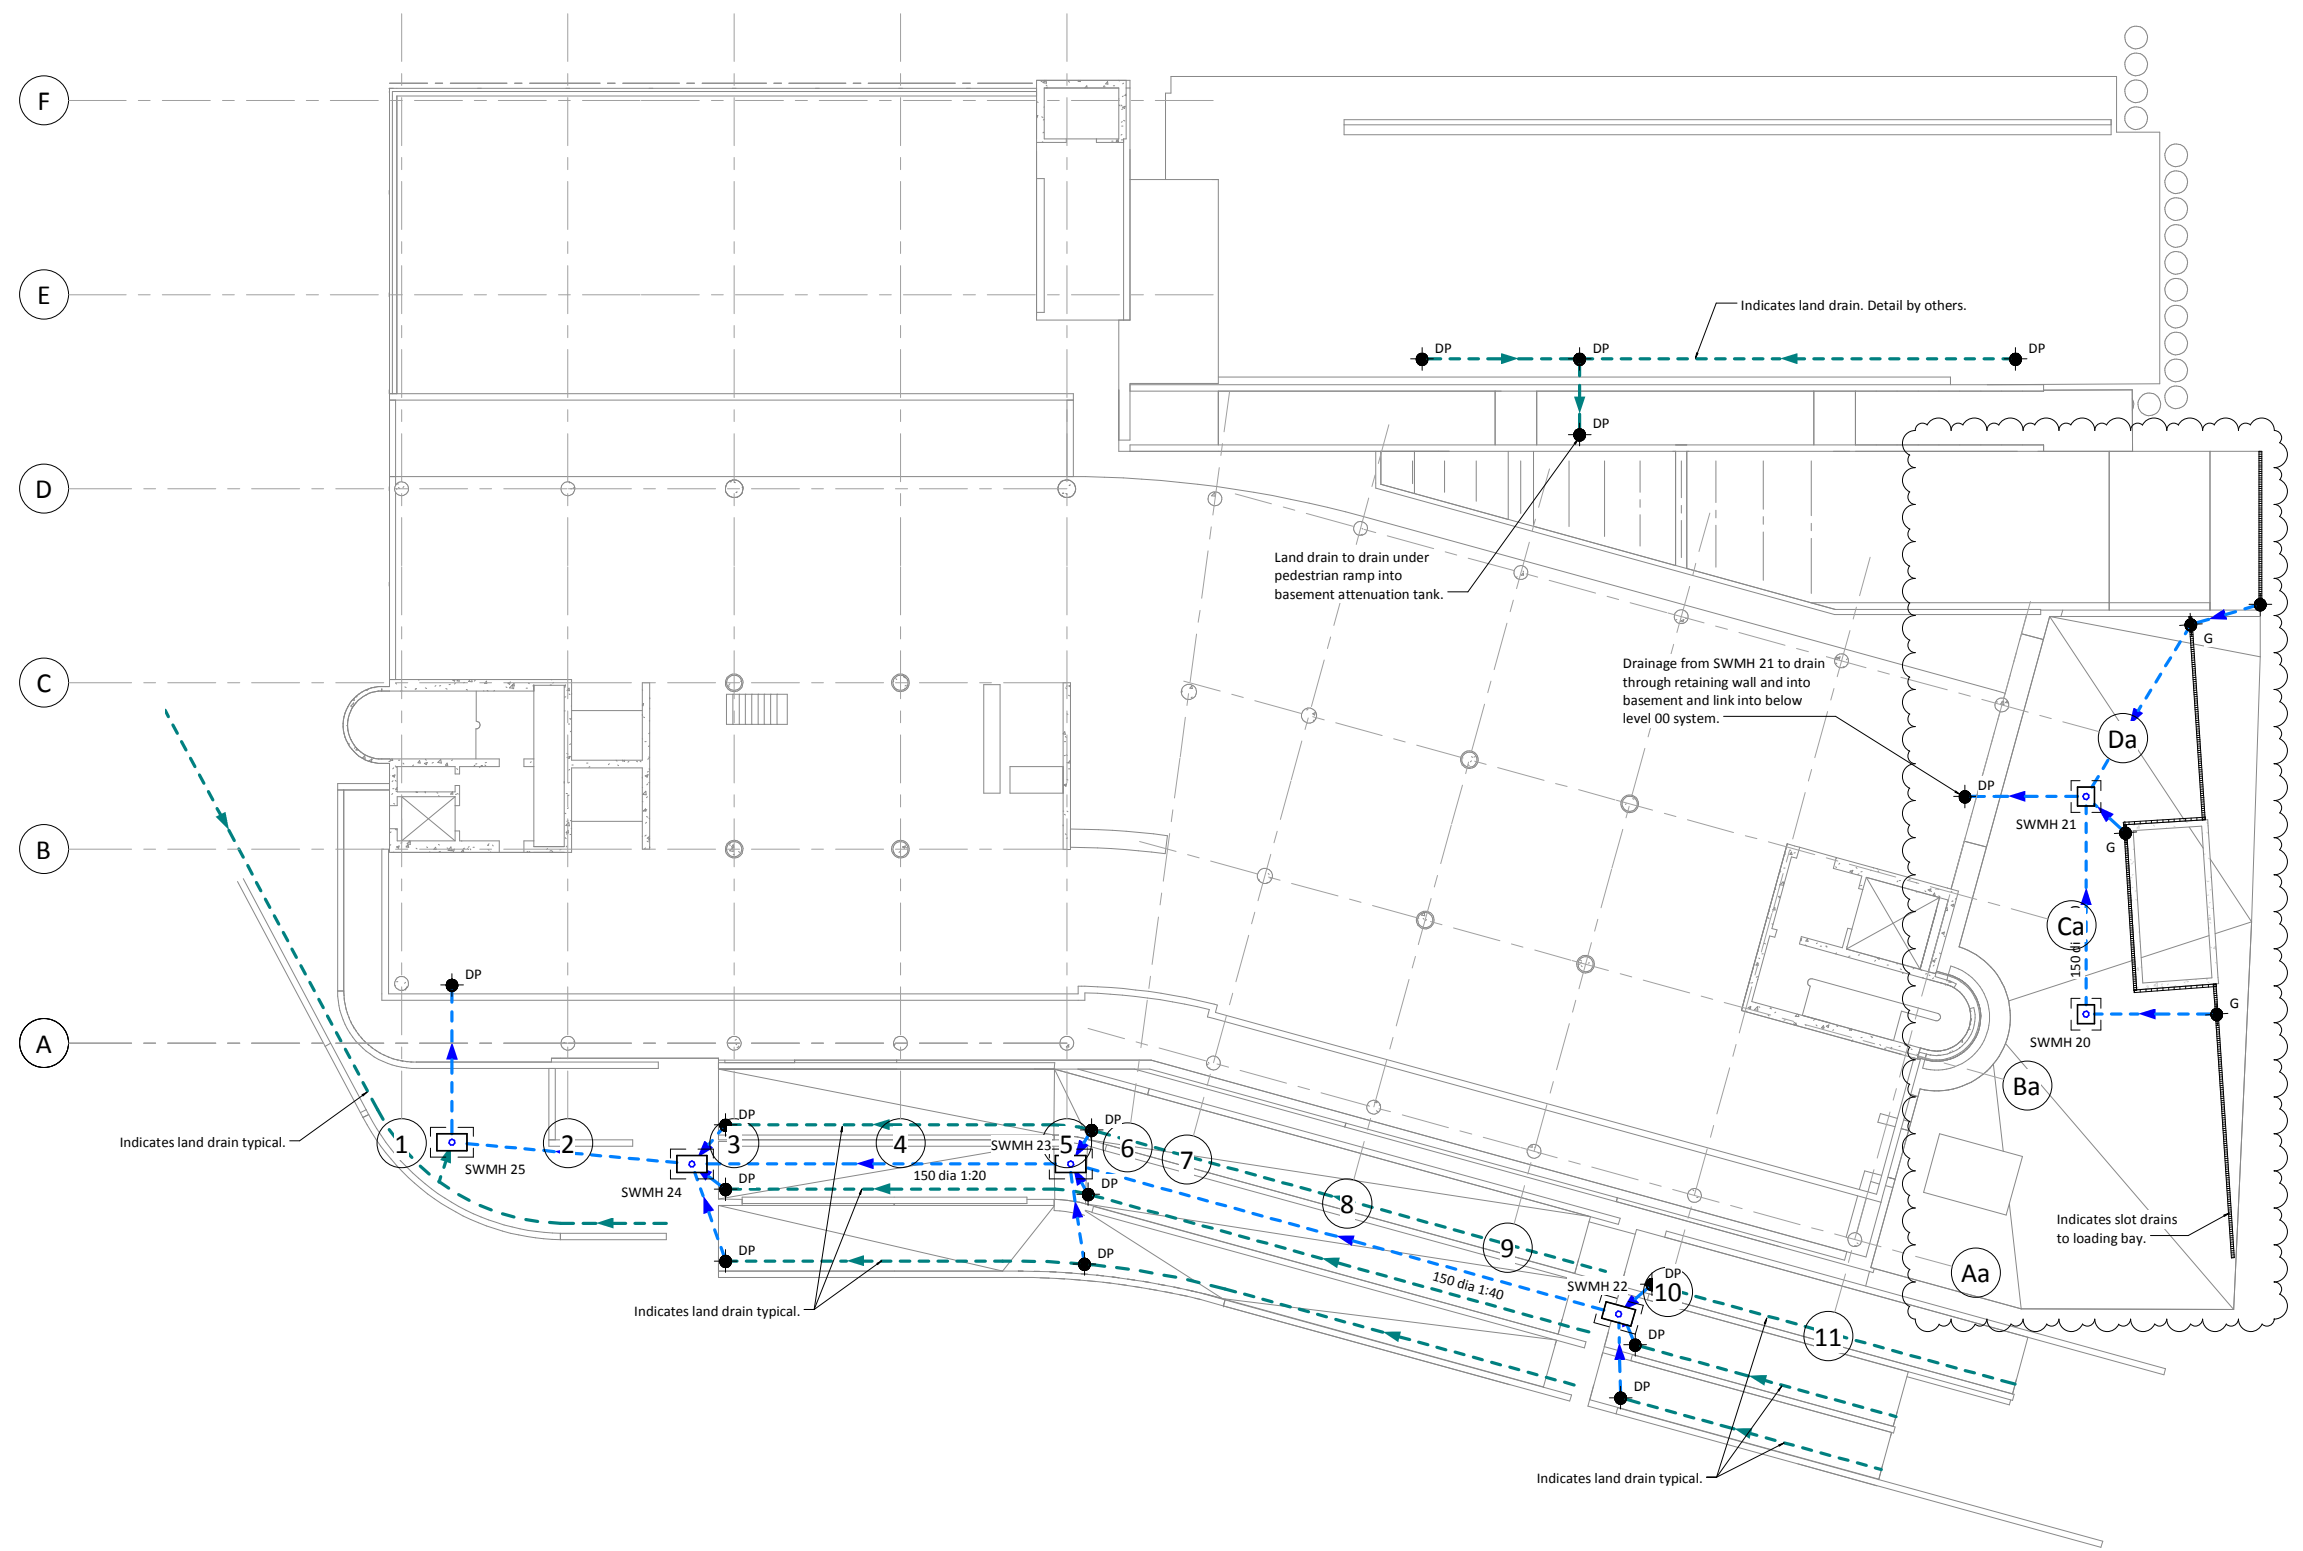 F
E
Indicates land drain. Detail by others.
DP
DP
DP
DP
D
Land drain to drain under
pedestrian ramp into
basement attenuation tank.
G
C
Drainage from SWMH 21 to drain
through retaining wall and into
basement and link into below
level 00 system.
Da
DP
SWMH 21
B
G
Ca
150 di
DP
G
A
SWMH 20
Ba
Indicates land drain typical.
1
SWMH 25
2
SWMH 24
DP
3
4
SWMH 23
5
DP
6
7
DP
150 dia 1:20
DP
8
9
DP
DP
Indicates land drain typical.
150 dia 1:40
SWMH 22
DP
10
11
DP
DP
Aa
Indicates slot drains
to loading bay.
Indicates land drain typical.